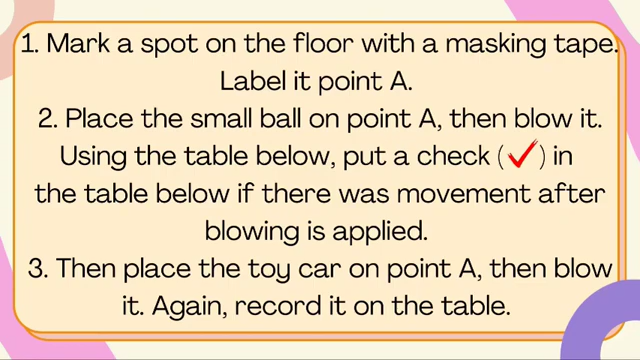 1. Mark a spot on the floor with a masking tape.
Label it point A.
2. Place the small ball on point A, then blow it.
Using the table below, put a check (✓) in
the table below if there was movement after
blowing is applied.
3. Then place the toy car on point A, then blow
it. Again, record it on the table.